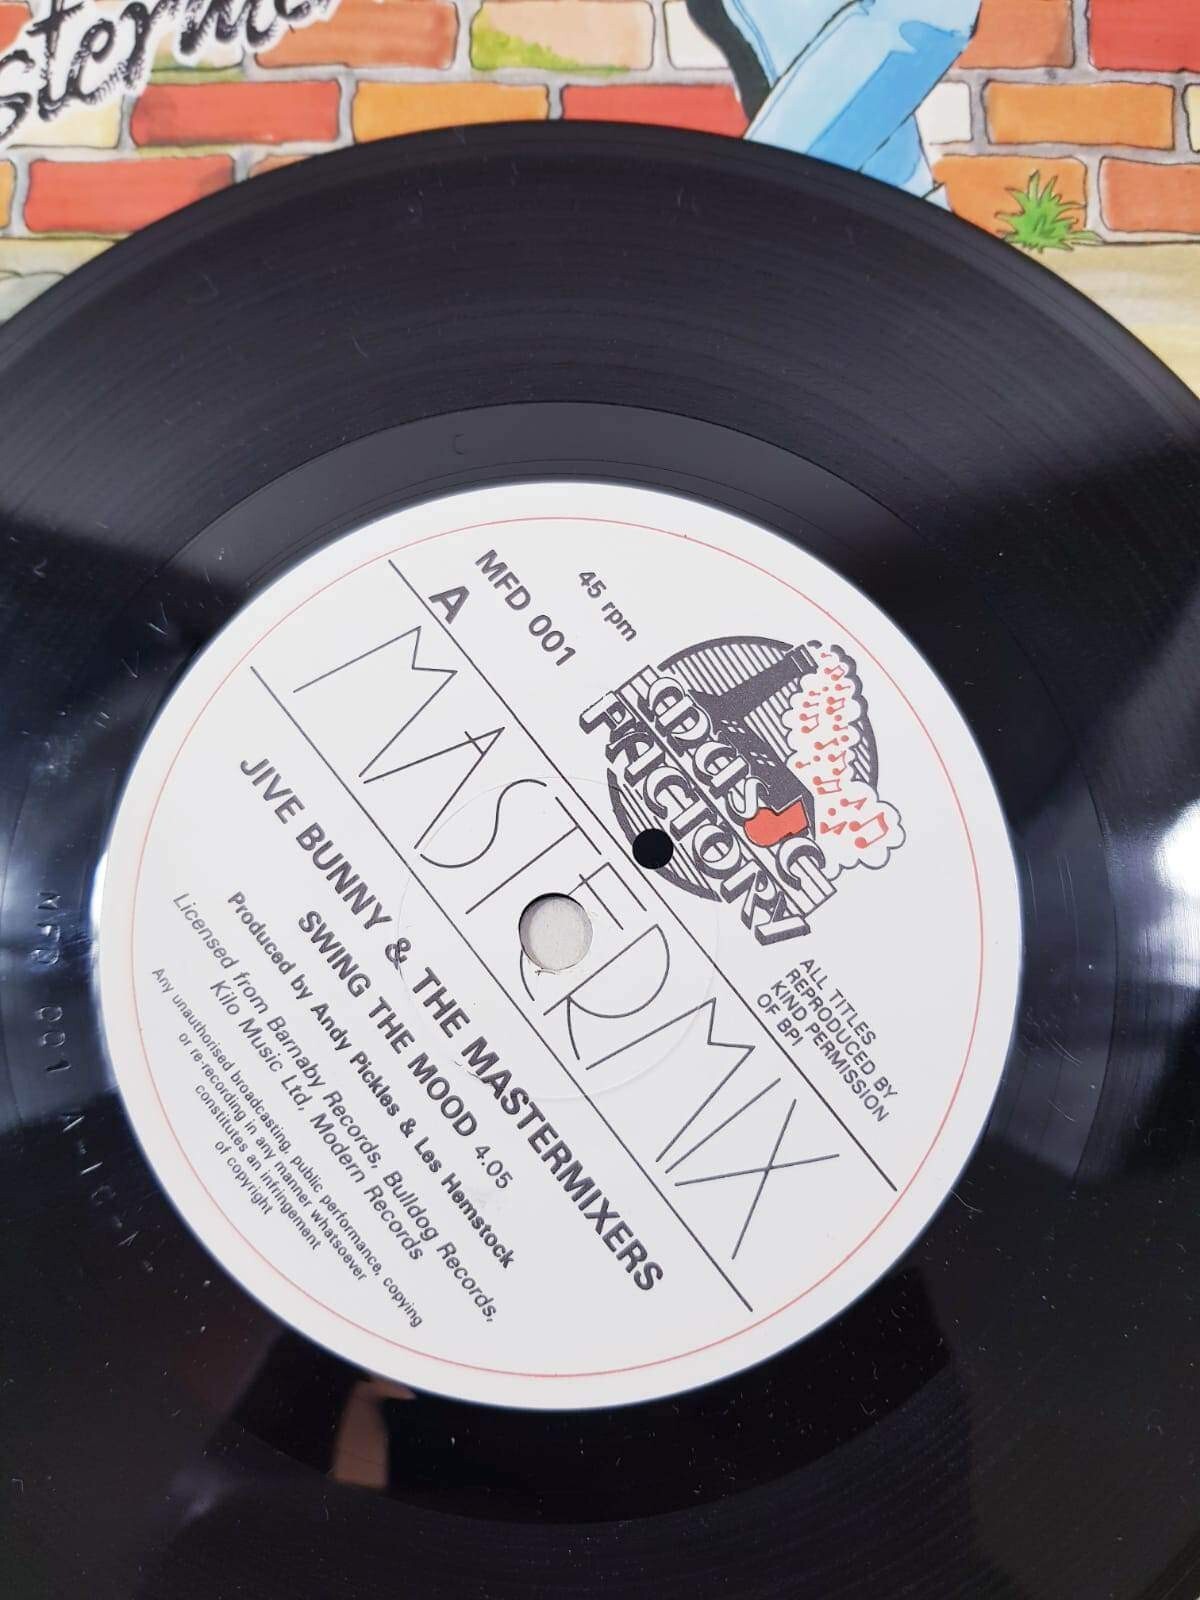 MUSIC
FACTORY
45 rpm
MFD 001
A
ALL TITLES
REPRODUCED BY
KIND PERMISSION
OF BPI
MASTERMIX
JIVE BUNNY & THE MASTERMIXERS
SWING THE MOOD 4.05
Produced by Andy Pickles & Les Hemstock
Licensed from Barnaby Records, Bulldog Records,
Kilo Music Ltd, Modern Records
Any unauthorised broadcasting, public performance, copying
or re-recording in any manner whatsoever
constitutes an infringement
of copyright